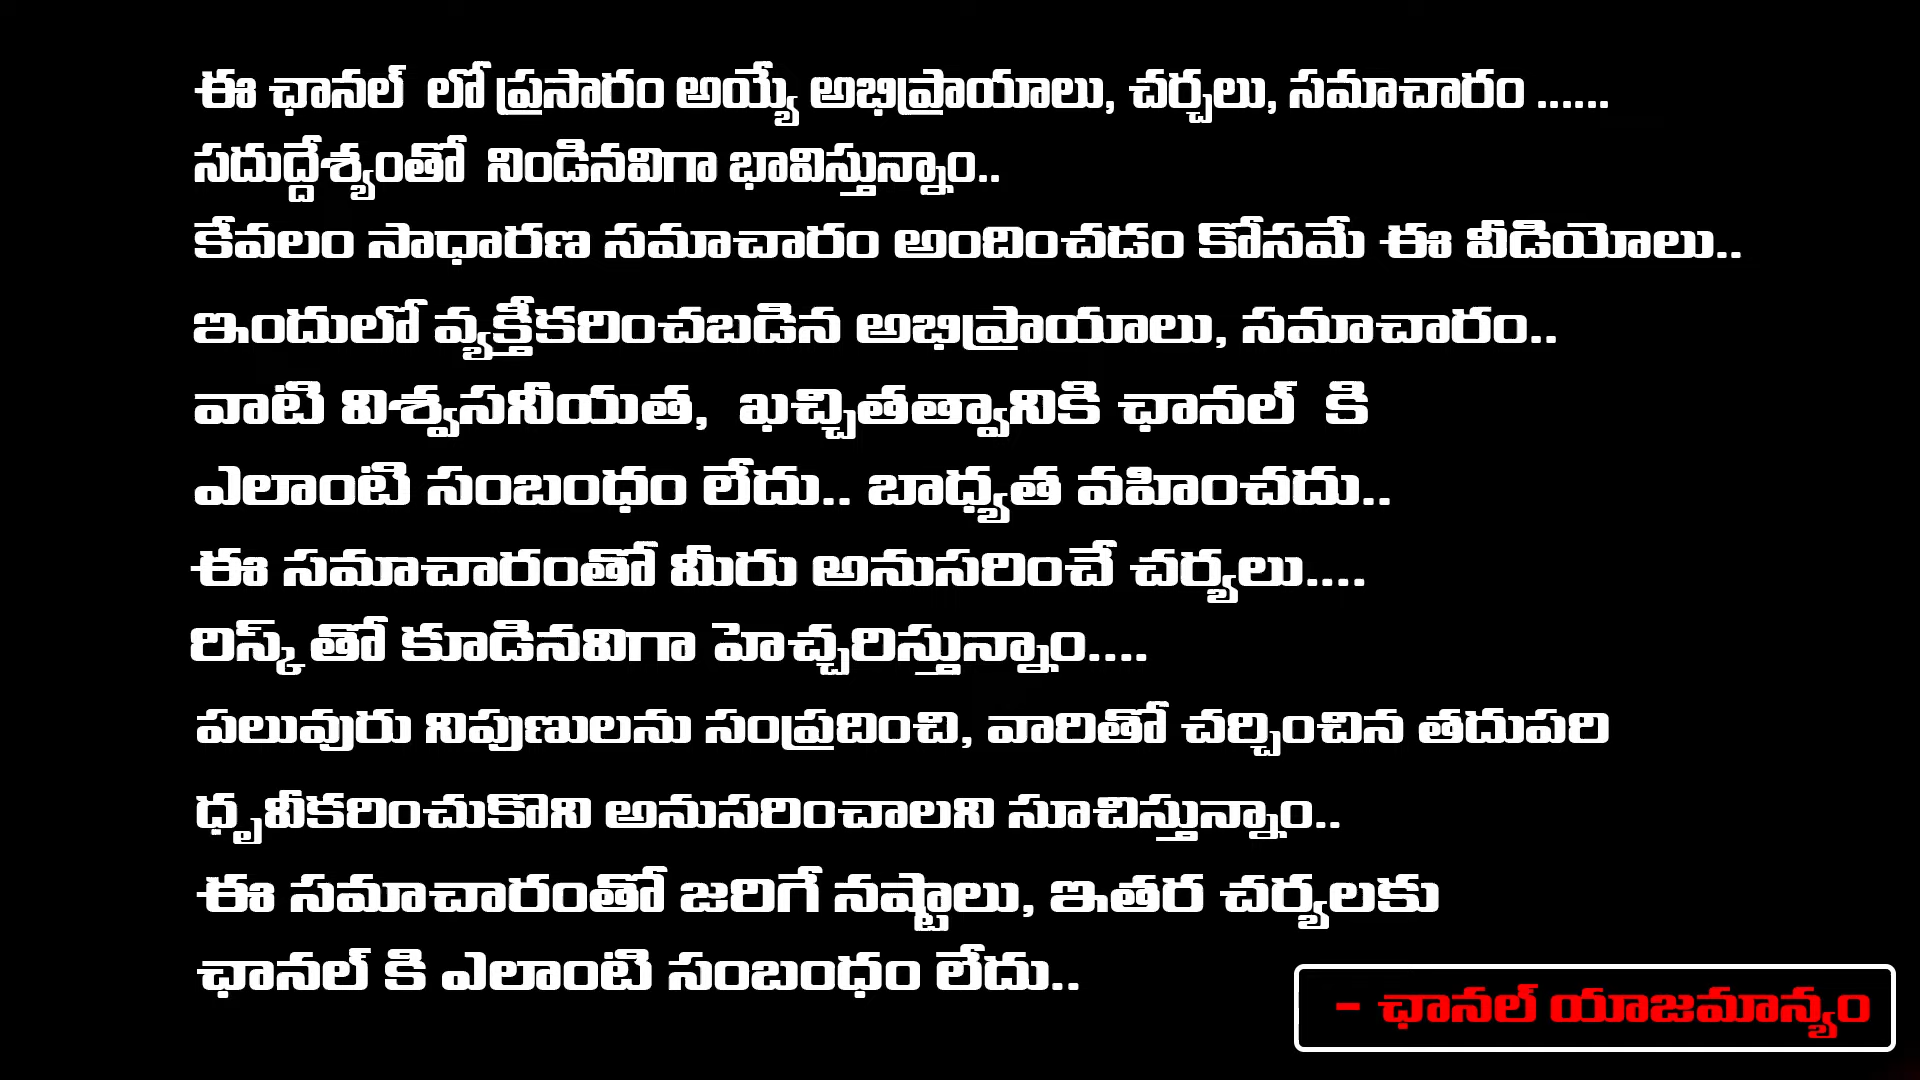 ఈ ఛానల్ లో ప్రసారం అయ్యే అభిప్రాయాలు, చర్చలు, సమాచారం ......
సదుద్దేశ్యంతో నిండినవిగా భావిస్తున్నాం..
కేవలం సాధారణ సమాచారం అందించడం కోసమే ఈ వీడియోలు..
ఇందులో వ్యక్తీకరించబడిన అభిప్రాయాలు, సమాచారం..
వాటి విశ్వసనీయత, ఖచ్చితత్వానికి ఛానల్ కి
ఎలాంటి సంబంధం లేదు.. బాధ్యత వహించదు..
ఈ సమాచారంతో మీరు అనుసరించే చర్యలు....
రిస్క్ తో కూడినవిగా హెచ్చరిస్తున్నాం....
పలువురు నిపుణులను సంప్రదించి, వారితో చర్చించిన తదుపరి
ధృవీకరించుకొని అనుసరించాలని సూచిస్తున్నాం..
ఈ సమాచారంతో జరిగే నష్టాలు, ఇతర చర్యలకు
ఛానల్ కి ఎలాంటి సంబంధం లేదు..
- ఛానల్ యాజమాన్యం